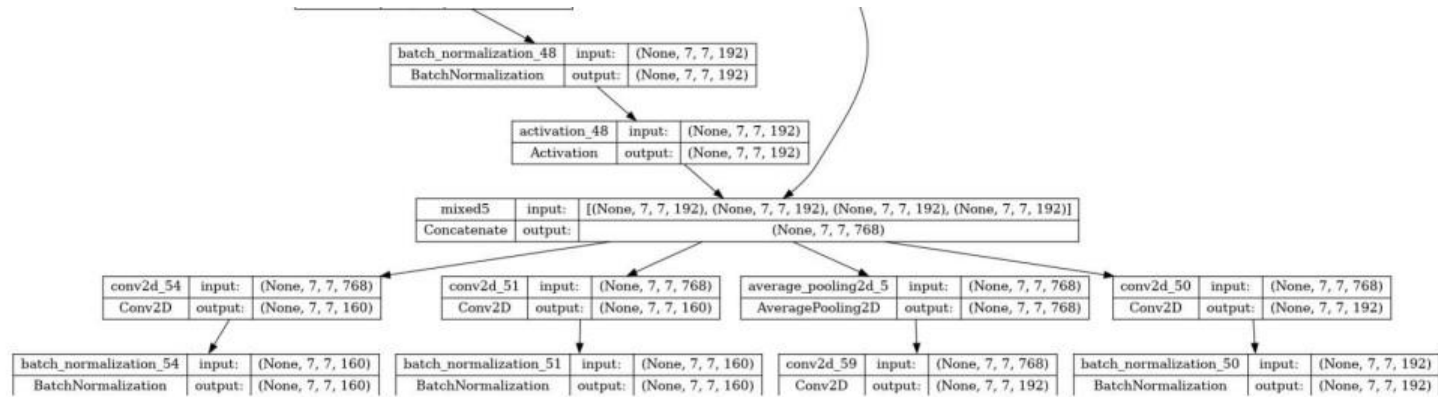 batch_normalization_48 input: (None, 7, 7, 192)
BatchNormalization output: (None, 7, 7, 192)
activation_48 input: (None, 7, 7, 192)
Activation output: (None, 7, 7, 192)
mixed5 input: [(None, 7, 7, 192), (None, 7, 7, 192), (None, 7, 7, 192), (None, 7, 7, 192)]
Concatenate output: (None, 7, 7, 768)
conv2d_54 input: (None, 7, 7, 768)
Conv2D output: (None, 7, 7, 160)
conv2d_51 input: (None, 7, 7, 768)
Conv2D output: (None, 7, 7, 160)
average_pooling2d_5 input: (None, 7, 7, 768)
AveragePooling2D output: (None, 7, 7, 768)
conv2d_50 input: (None, 7, 7, 768)
Conv2D output: (None, 7, 7, 192)
batch_normalization_54 input: (None, 7, 7, 160)
BatchNormalization output: (None, 7, 7, 160)
batch_normalization_51 input: (None, 7, 7, 160)
BatchNormalization output: (None, 7, 7, 160)
conv2d_59 input: (None, 7, 7, 768)
Conv2D output: (None, 7, 7, 192)
batch_normalization_50 input: (None, 7, 7, 192)
BatchNormalization output: (None, 7, 7, 192)